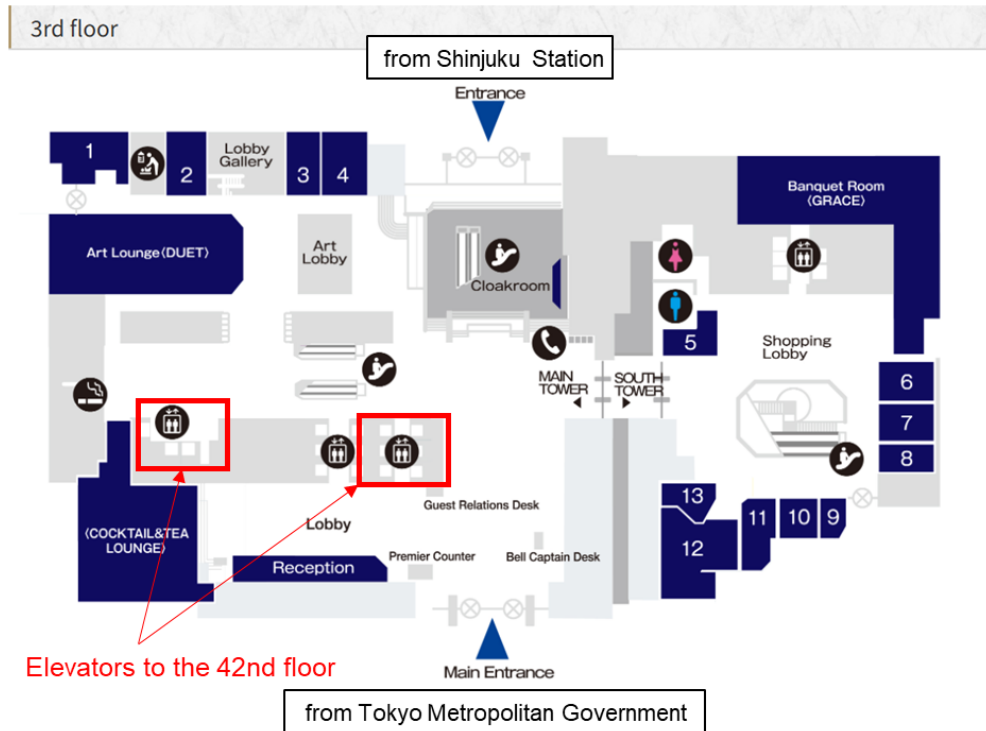 3rd floor
from Shinjuku Station
Entrance
1
2
Lobby
Gallery
3
4
Banquet Room
⟨GRACE⟩
Art Lounge⟨DUET⟩
Art
Lobby
Cloakroom
5
Shopping
Lobby
MAIN
TOWER
SOUTH
TOWER
6
7
8
⟨COCKTAIL&TEA
LOUNGE⟩
Lobby
Guest Relations Desk
Reception
Premier Counter
Bell Captain Desk
13
12
11
10
9
Elevators to the 42nd floor
Main Entrance
from Tokyo Metropolitan Government